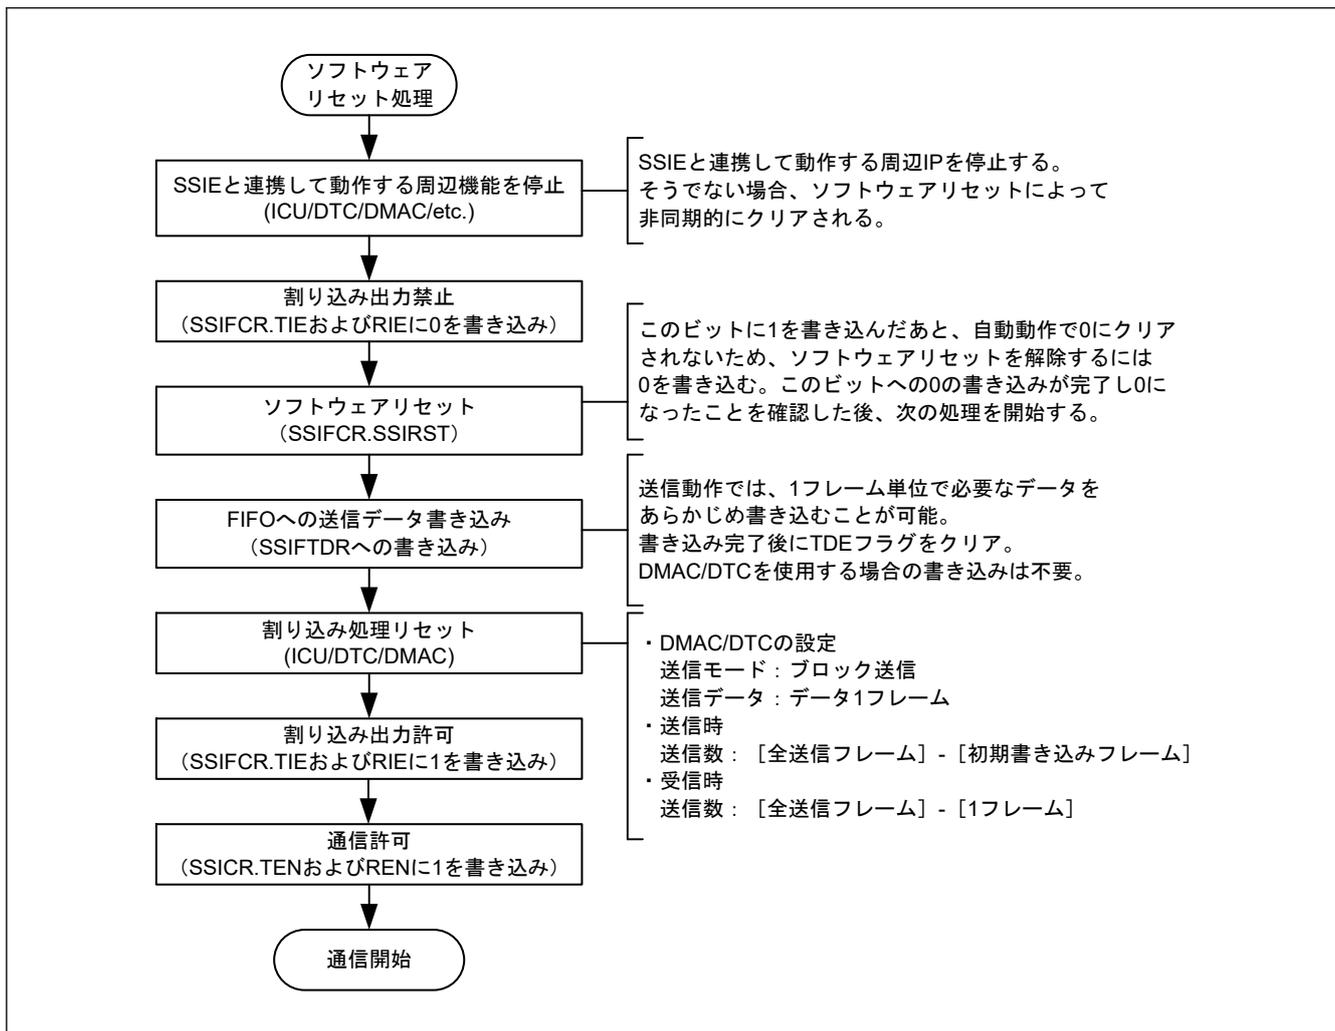 ソフトウェア
リセット処理
SSIEと連携して動作する周辺機能を停止
(ICU/DTC/DMAC/etc.)
SSIEと連携して動作する周辺IPを停止する。
そうでない場合、ソフトウェアリセットによって
非同期的にクリアされる。
割り込み出力禁止
（SSIFCR.TIEおよびRIEに0を書き込み）
ソフトウェアリセット
（SSIFCR.SSIRST）
このビットに1を書き込んだあと、自動動作で0にクリア
されないため、ソフトウェアリセットを解除するには
0を書き込む。このビットへの0の書き込みが完了し0に
なったことを確認した後、次の処理を開始する。
FIFOへの送信データ書き込み
（SSIFTDRへの書き込み）
送信動作では、1フレーム単位で必要なデータを
あらかじめ書き込むことが可能。
書き込み完了後にTDEフラグをクリア。
DMAC/DTCを使用する場合の書き込みは不要。
割り込み処理リセット
(ICU/DTC/DMAC)
・DMAC/DTCの設定
送信モード：ブロック送信
送信データ：データ1フレーム
・送信時
送信数：［全送信フレーム］-［初期書き込みフレーム］
・受信時
送信数：［全送信フレーム］-［1フレーム］
割り込み出力許可
（SSIFCR.TIEおよびRIEに1を書き込み）
通信許可
（SSICR.TENおよびRENに1を書き込み）
通信開始